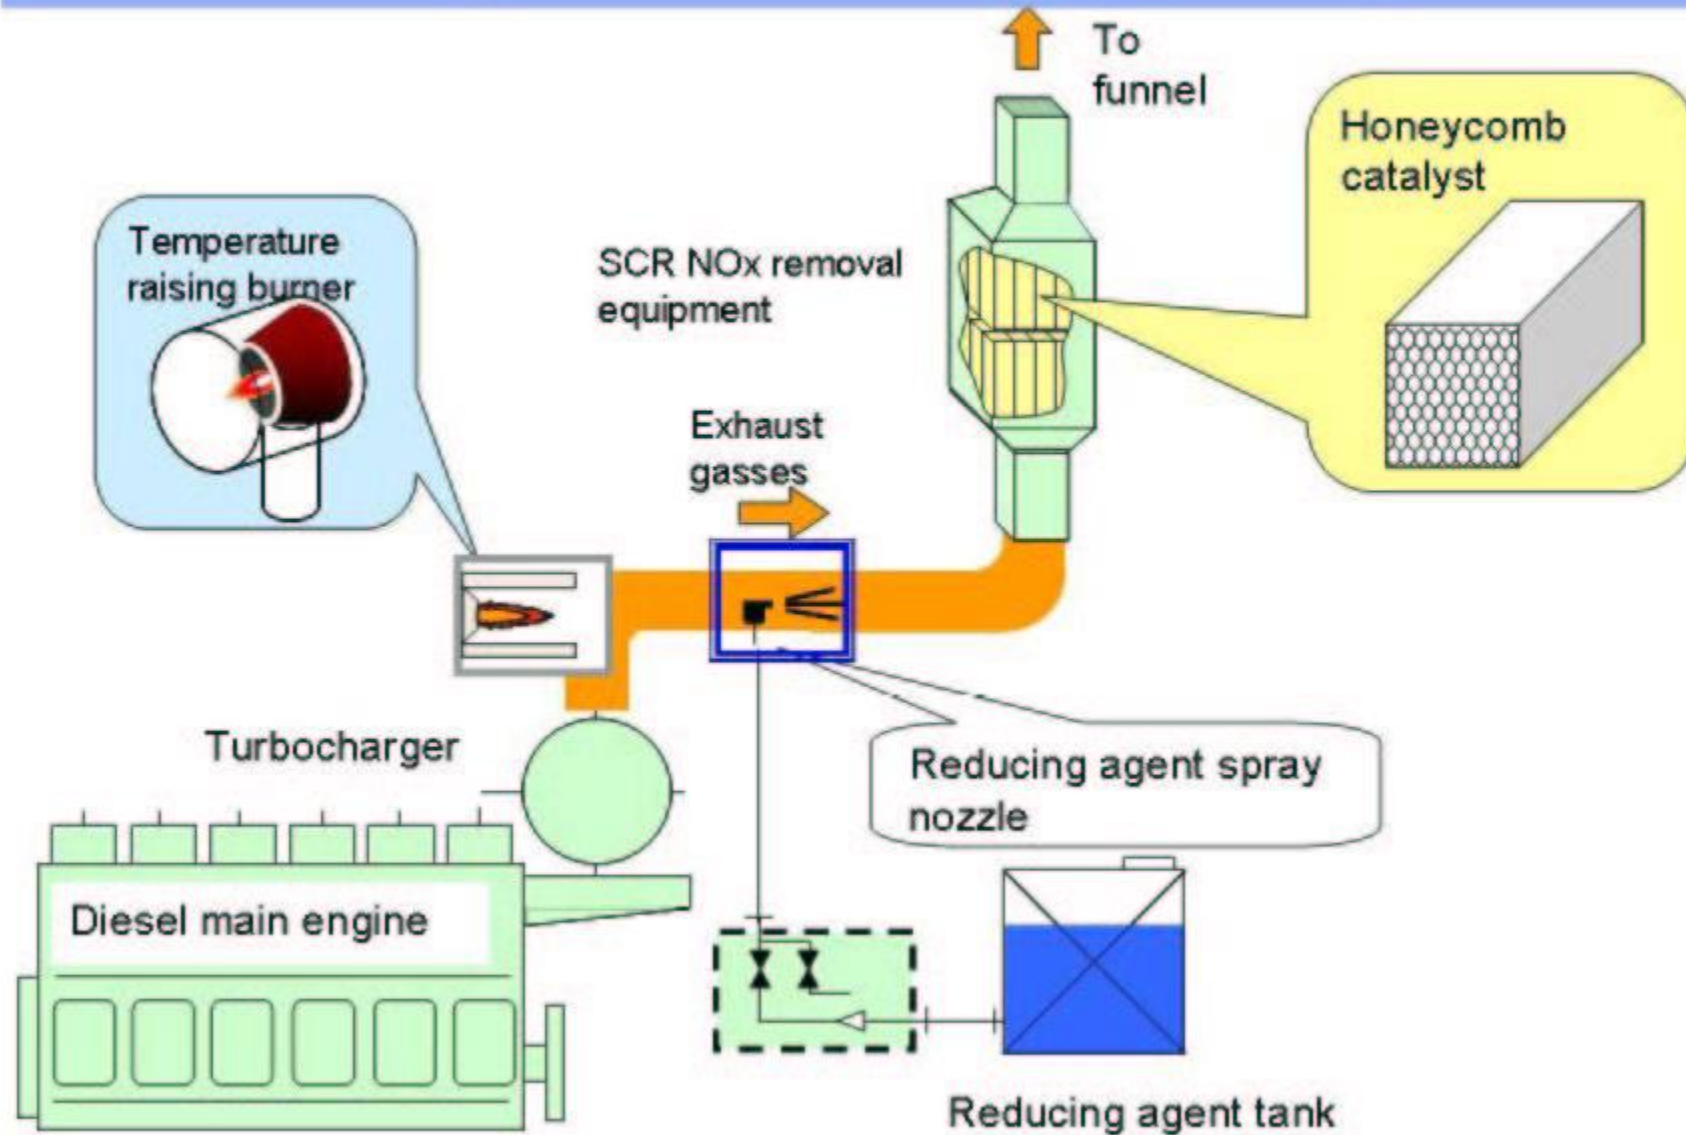 To
funnel
Honeycomb
catalyst
Temperature
raising burner
SCR NOx removal
equipment
Exhaust
gasses
Turbocharger
Reducing agent spray
nozzle
Diesel main engine
Reducing agent tank